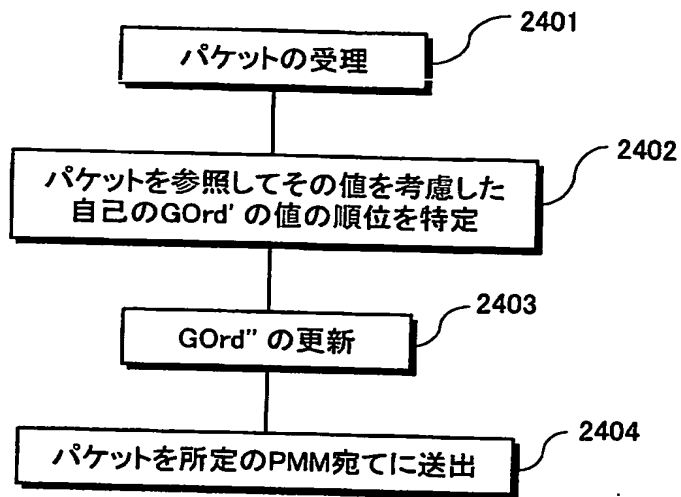 2401
パケットの受理
2402
パケットを参照してその値を考慮した
自己のGOrd' の値の順位を特定
2403
GOrd'' の更新
2404
パケットを所定のPMM宛てに送出